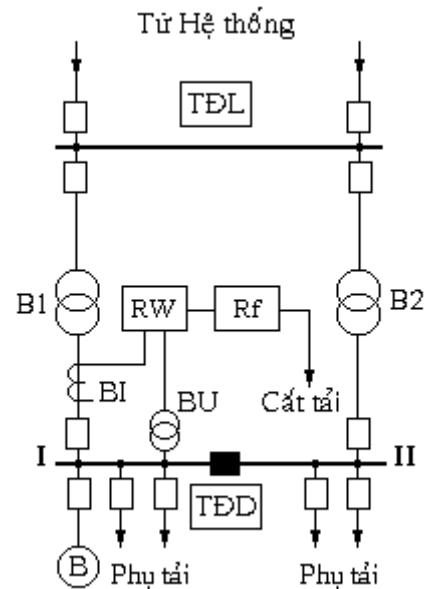 Từ Hệ thống
TĐL
B1
RW
Rf
B2
BI
BU
Cắt tải
I
II
TĐD
B
Phụ tải
Phụ tải